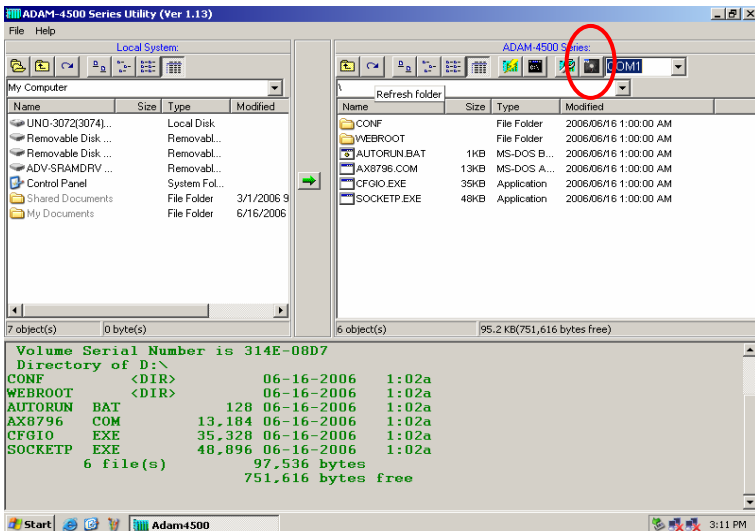 ADAM-4500 Series Utility (Ver 1.13)
File Help
Local System:
ADAM-4500 Series:
COM1
My Computer
\
Refresh folder
Name Size Type Modified
UNO-3072(3074)... Local Disk
Removable Disk ... Removabl...
Removable Disk ... Removabl...
ADV-SRAMDRV ... Removabl...
Control Panel System Fol...
Shared Documents File Folder 3/1/2006 9
My Documents File Folder 6/16/2006
Name Size Type Modified
CONF File Folder 2006/06/16 1:00:00 AM
WEBROOT File Folder 2006/06/16 1:00:00 AM
AUTORUN.BAT 1KB MS-DOS B... 2006/06/16 1:00:00 AM
AX8796.COM 13KB MS-DOS A... 2006/06/16 1:00:00 AM
CFGIO.EXE 35KB Application 2006/06/16 1:00:00 AM
SOCKETP.EXE 48KB Application 2006/06/16 1:00:00 AM
7 object(s) 0 byte(s)
6 object(s) 95.2 KB(751,616 bytes free)
Volume Serial Number is 314E-08D7
Directory of D:\
CONF <DIR> 06-16-2006 1:02a
WEBROOT <DIR> 06-16-2006 1:02a
AUTORUN BAT 128 06-16-2006 1:02a
AX8796 COM 13,184 06-16-2006 1:02a
CFGIO EXE 35,328 06-16-2006 1:02a
SOCKETP EXE 48,896 06-16-2006 1:02a
6 file(s) 97,536 bytes
751,616 bytes free
Start Adam4500 3:11 PM